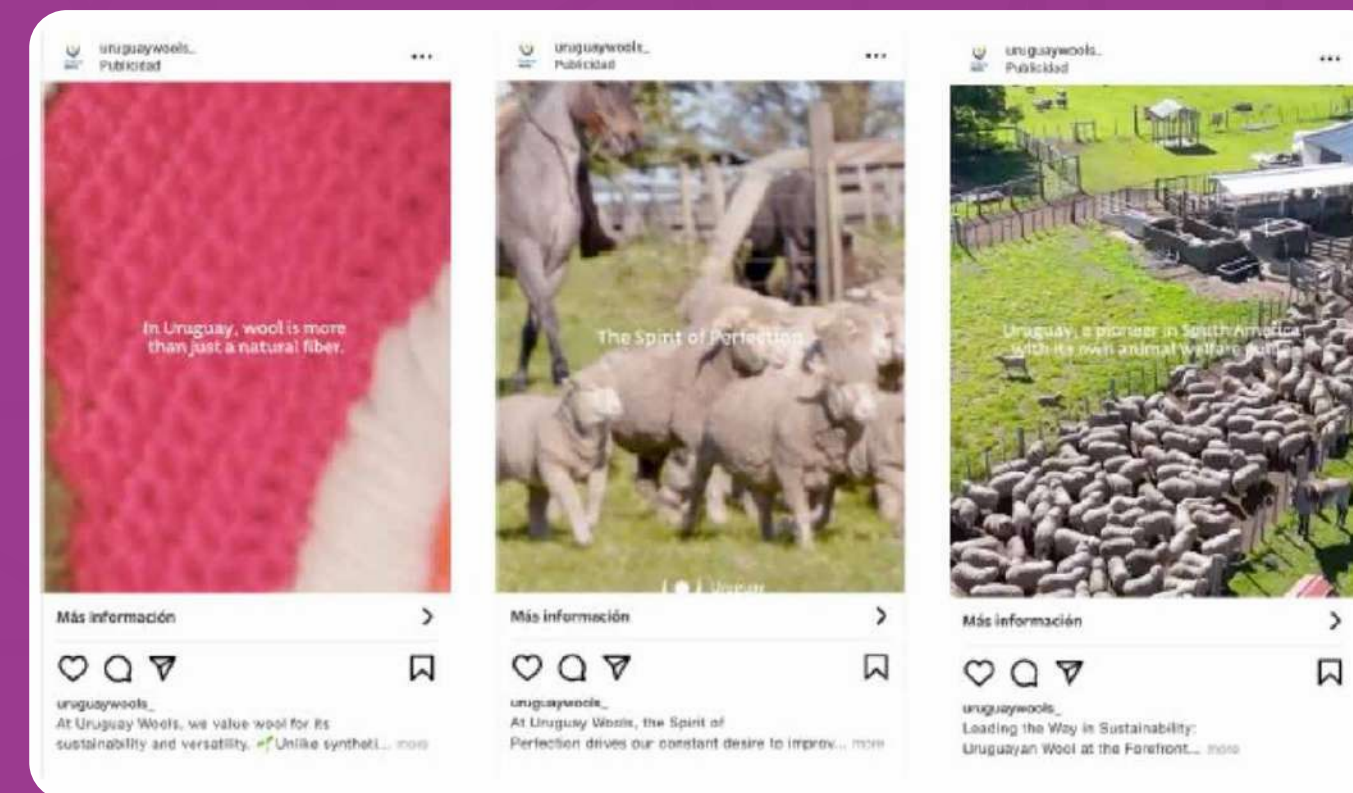 uruguaywools_
Publicidad
In Uruguay, wool is more
than just a natural fiber.
Más información
uruguaywools_
At Uruguay Wools, we value wool for its
sustainability and versatility. 🌱 Unlike syntheti... more
uruguaywools_
Publicidad
The Spirit of Perfection
Uruguay
Más información
uruguaywools_
At Uruguay Wools, the Spirit of
Perfection drives our constant desire to improv... more
uruguaywools_
Publicidad
Uruguay, a pioneer in South America
with its own animal welfare
Más información
uruguaywools_
Leading the Way in Sustainability:
Uruguayan Wool at the Forefront... more